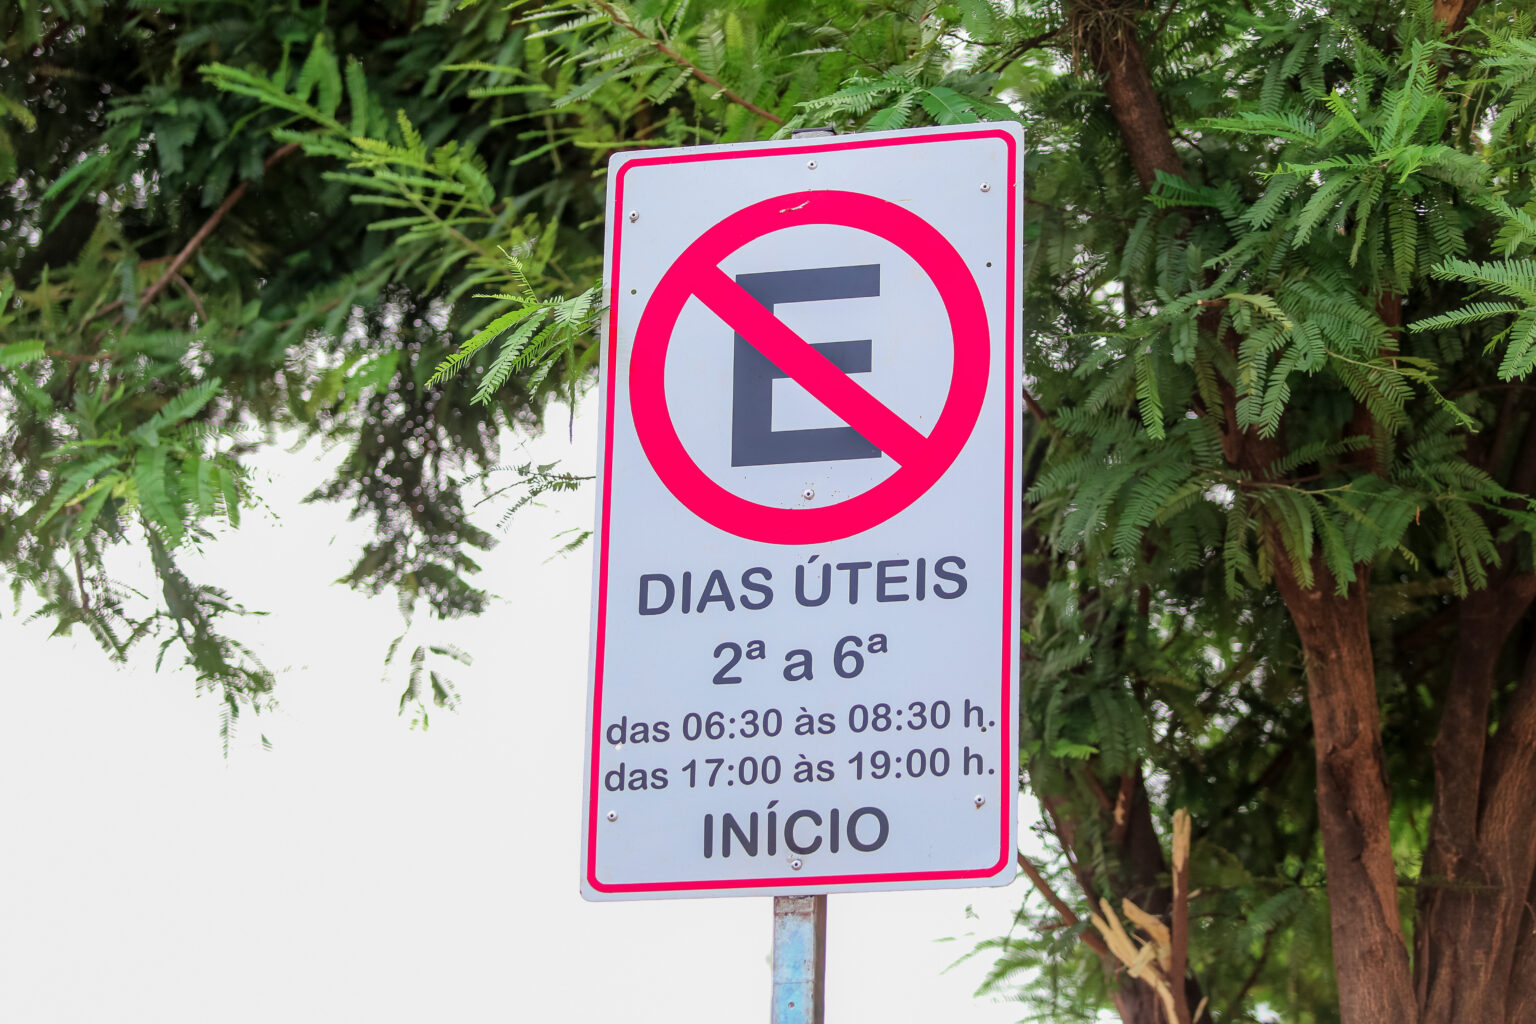 E
DIAS ÚTEIS
2ª a 6ª
das 06:30 às 08:30 h.
das 17:00 às 19:00 h.
INÍCIO